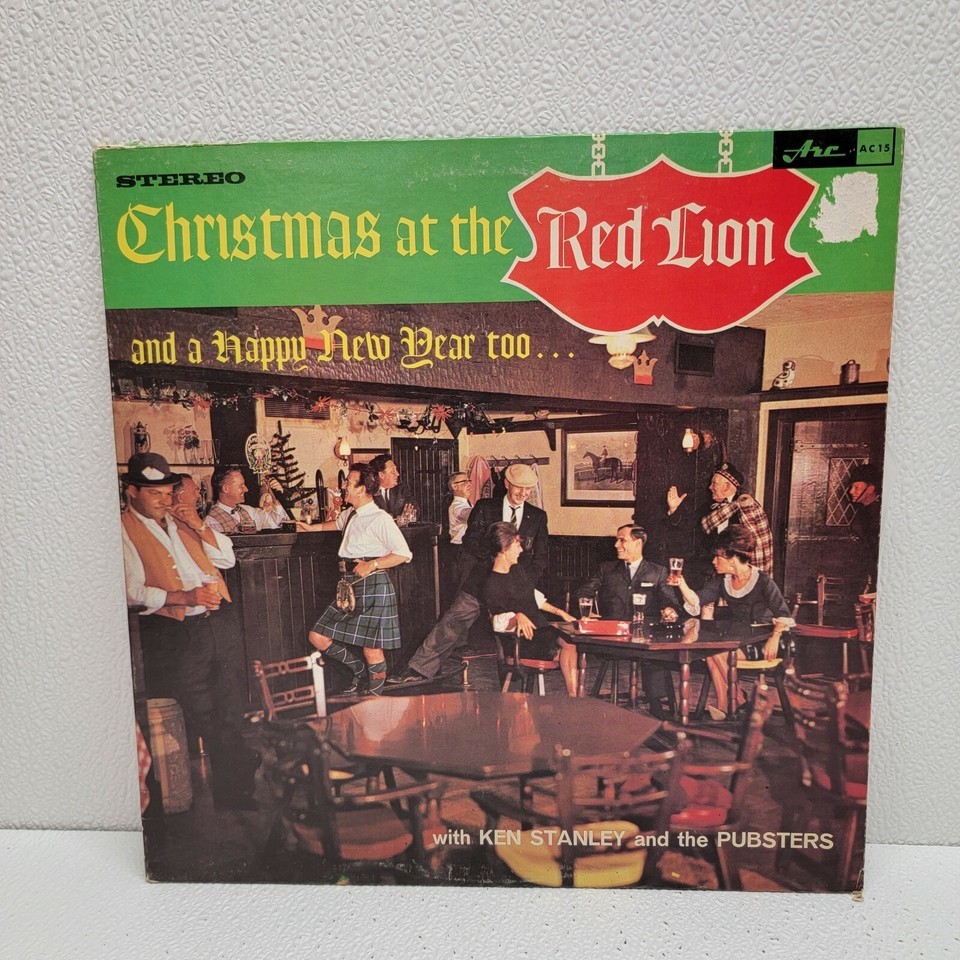 STEREO
Arc AC15
Christmas at the Red Lion
and a Happy New Year too...
with KEN STANLEY and the PUBSTERS